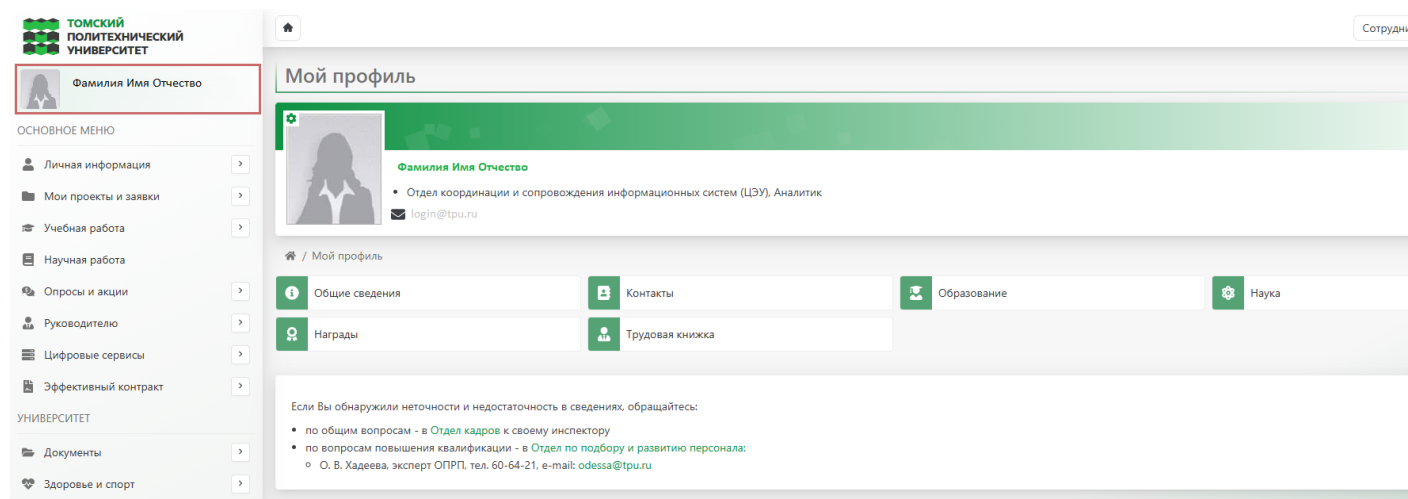 ТОМСКИЙ
ПОЛИТЕХНИЧЕСКИЙ
УНИВЕРСИТЕТ
Фамилия Имя Отчество
ОСНОВНОЕ МЕНЮ
Личная информация
Мои проекты и заявки
Учебная работа
Научная работа
Опросы и акции
Руководителю
Цифровые сервисы
Эффективный контракт
УНИВЕРСИТЕТ
Документы
Здоровье и спорт
Мой профиль
Фамилия Имя Отчество
• Отдел координации и сопровождения информационных систем (ЦЭУ), Аналитик
login@tpu.ru
/ Мой профиль
Общие сведения
Контакты
Образование
Наука
Награды
Трудовая книжка
Если Вы обнаружили неточности и недостаточность в сведениях, обращайтесь:
• по общим вопросам - в Отдел кадров к своему инспектору
• по вопросам повышения квалификации - в Отдел по подбору и развитию персонала:
О. В. Хадеева, эксперт ОПРП, тел. 60-64-21, e-mail: odessa@tpu.ru